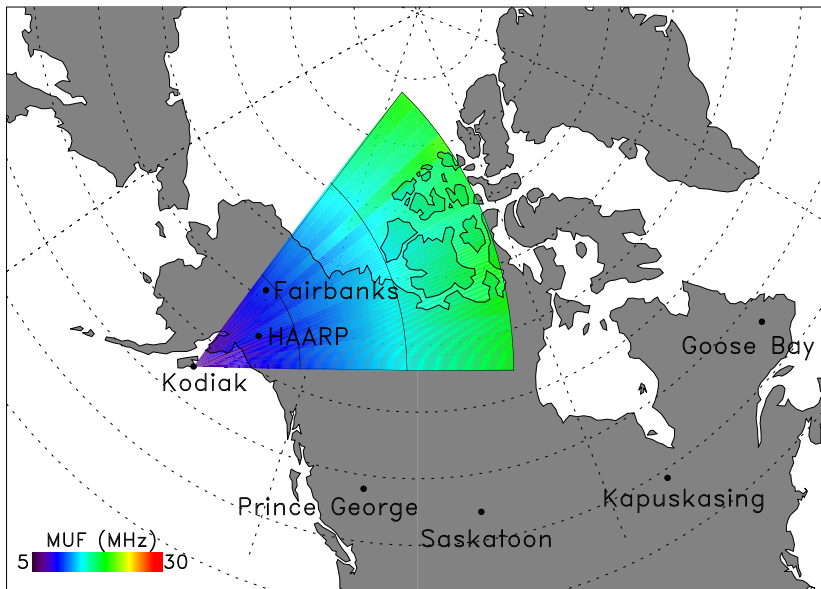 Fairbanks
HAARP
Goose Bay
Kodiak
Prince George
Kapuskasing
Saskatoon
MUF (MHz)
5 30